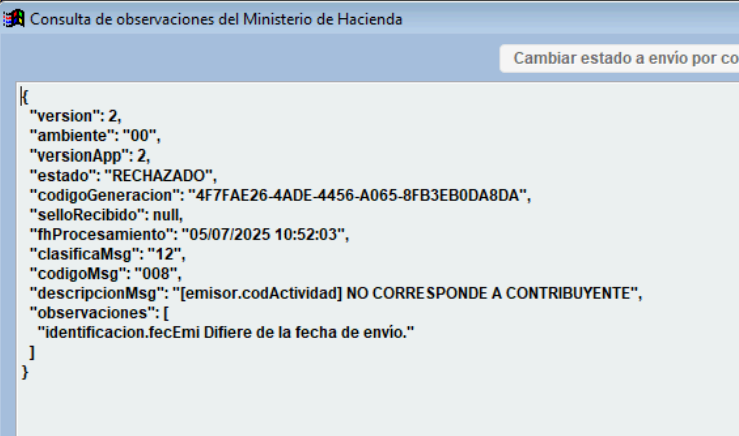 Consulta de observaciones del Ministerio de Hacienda
Cambiar estado a envío por co
{
"version": 2,
"ambiente": "00",
"versionApp": 2,
"estado": "RECHAZADO",
"codigoGeneracion": "4F7FAE26-4ADE-4456-A065-8FB3EB0DA8DA",
"selloRecibido": null,
"fhProcesamiento": "05/07/2025 10:52:03",
"clasificaMsg": "12",
"codigoMsg": "008",
"descripcionMsg": "[emisor.codActividad] NO CORRESPONDE A CONTRIBUYENTE",
"observaciones": [
"identificacion.fecEmi Difiere de la fecha de envío."
]
}